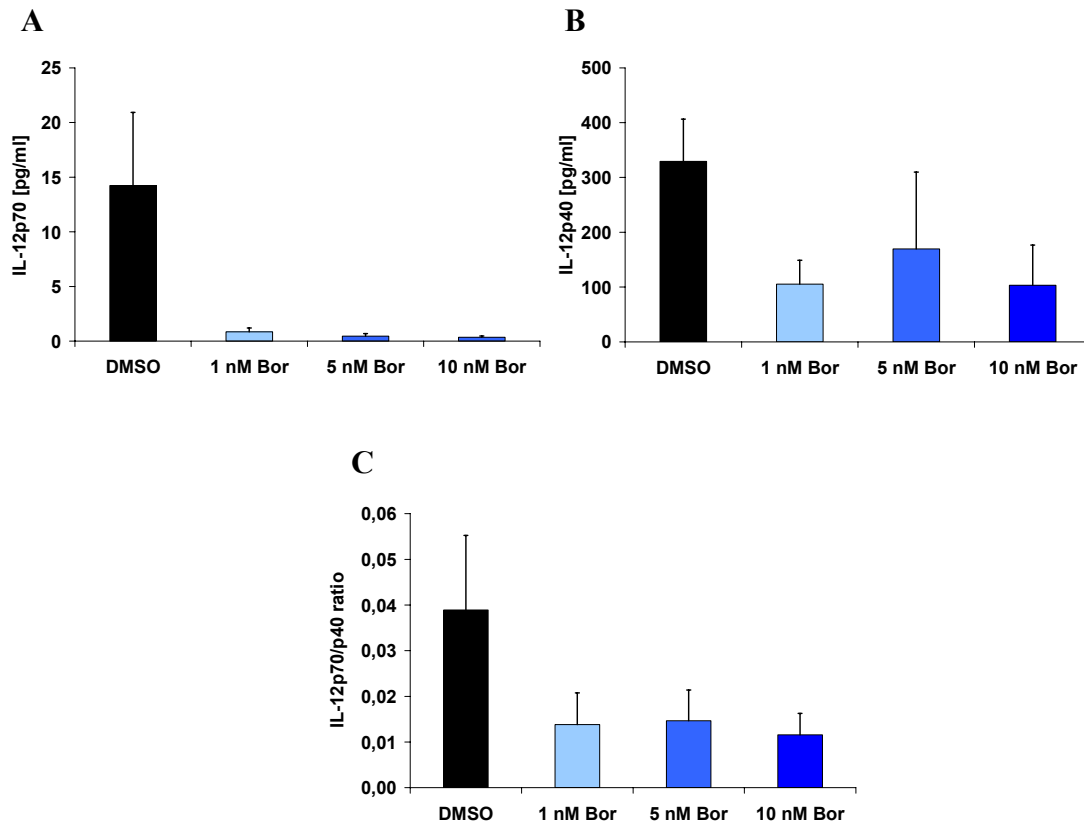 A
25
20
15
10
5
0
IL-12p70 [pg/ml]
DMSO 1 nM Bor 5 nM Bor 10 nM Bor
B
500
400
300
200
100
0
IL-12p40 [pg/ml]
DMSO 1 nM Bor 5 nM Bor 10 nM Bor
C
0,06
0,05
0,04
0,03
0,02
0,01
0,00
IL-12p70/p40 ratio
DMSO 1 nM Bor 5 nM Bor 10 nM Bor